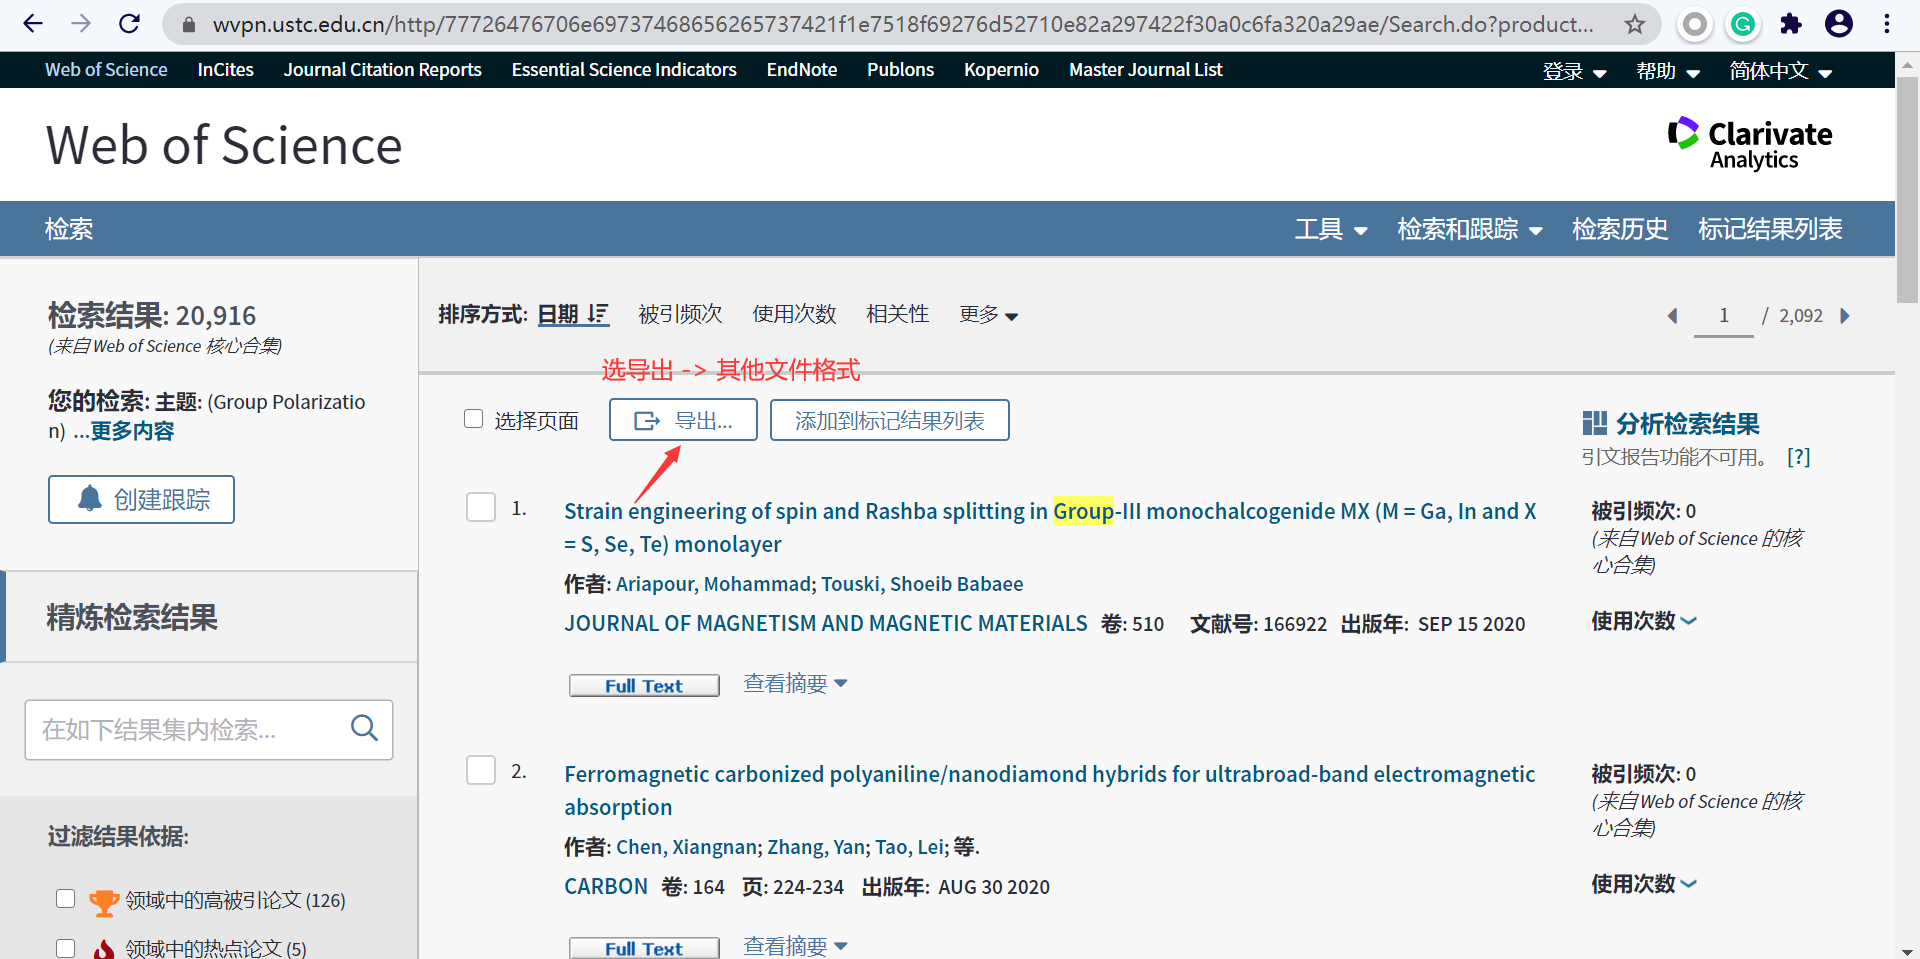 wvpn.ustc.edu.cn/http/77726476706e69737468656265737421f1e7518f69276d52710e82a297422f30a0c6fa320a29ae/Search.do?product...
Web of Science InCites Journal Citation Reports Essential Science Indicators EndNote Publons Kopernio Master Journal List 登录 帮助 简体中文
Web of Science
Clarivate
Analytics
检索 工具 检索和跟踪 检索历史 标记结果列表
检索结果: 20,916
(来自 Web of Science 核心合集)
您的检索: 主题: (Group Polarizatio
n) ...更多内容
创建跟踪
精炼检索结果
在如下结果集内检索...
过滤结果依据:
领域中的高被引论文 (126)
领域中的热点论文 (5)
排序方式: 日期 被引频次 使用次数 相关性 更多
1 / 2,092
选导出 -> 其他文件格式
选择页面 导出... 添加到标记结果列表
分析检索结果
引文报告功能不可用。 [?]
1. Strain engineering of spin and Rashba splitting in Group-III monochalcogenide MX (M = Ga, In and X
= S, Se, Te) monolayer
作者: Ariapour, Mohammad; Touski, Shoeib Babaee
JOURNAL OF MAGNETISM AND MAGNETIC MATERIALS 卷: 510 文献号: 166922 出版年: SEP 15 2020
Full Text 查看摘要
被引频次: 0
(来自 Web of Science 的核
心合集)
使用次数
2. Ferromagnetic carbonized polyaniline/nanodiamond hybrids for ultrabroad-band electromagnetic
absorption
作者: Chen, Xiangnan; Zhang, Yan; Tao, Lei; 等.
CARBON 卷: 164 页: 224-234 出版年: AUG 30 2020
Full Text 查看摘要
被引频次: 0
(来自 Web of Science 的核
心合集)
使用次数